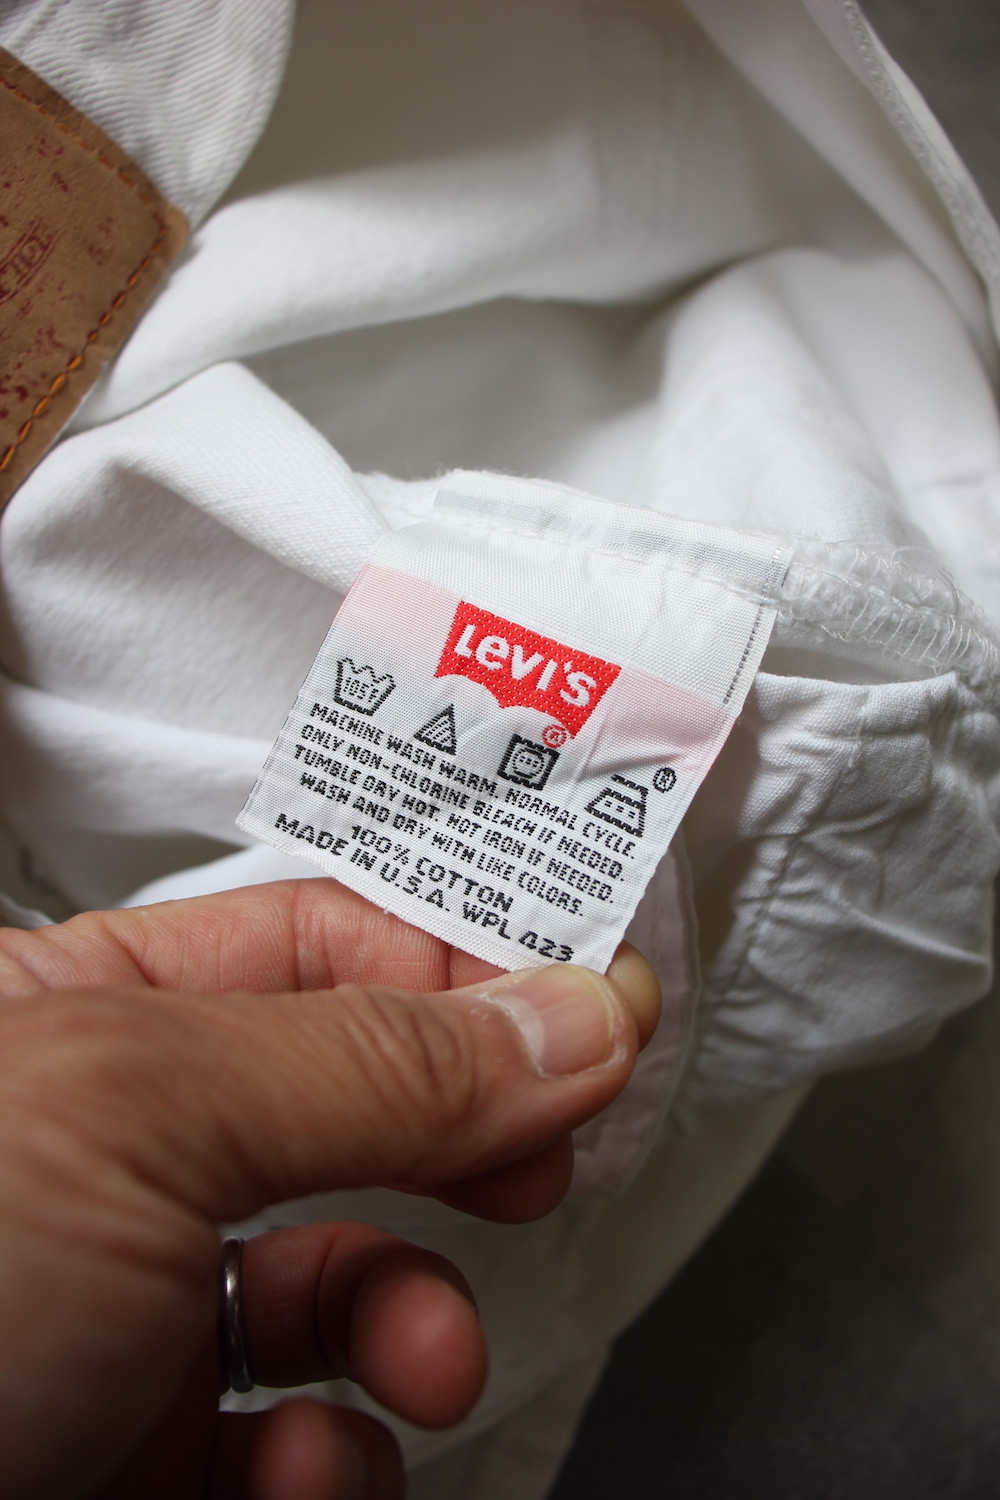 Levi's
®
105F
®
MACHINE WASH WARM, NORMAL CYCLE.
ONLY NON-CHLORINE BLEACH IF NEEDED.
TUMBLE DRY HOT. HOT IRON IF NEEDED.
WASH AND DRY WITH LIKE COLORS.
100% COTTON
MADE IN U.S.A. WPL 423